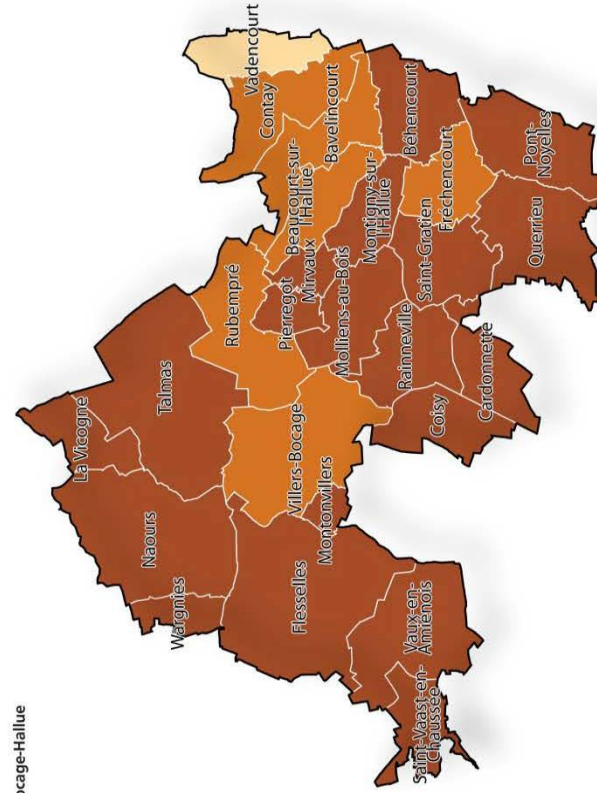 ocage-Hallue
La Vicogne
Talmas
Naours
Wargnies
Rubempré
Contay
Vadencourt
Beaucourt-sur-
l'Hallue
Bavelincourt
Pierregot
Mirvaux
Villers-Bocage
Flesselles
Montonvillers
Molliens-au-Bois
Montigny-sur-
l'Hallue
Béhencourt
Rainneville
Saint-Gratien
Fréchencourt
Coisy
Cardonnette
Querrieu
Pont-
Noyelles
Vaux-en-
Amiénois
Saint-Vaast-en-
Chaussée